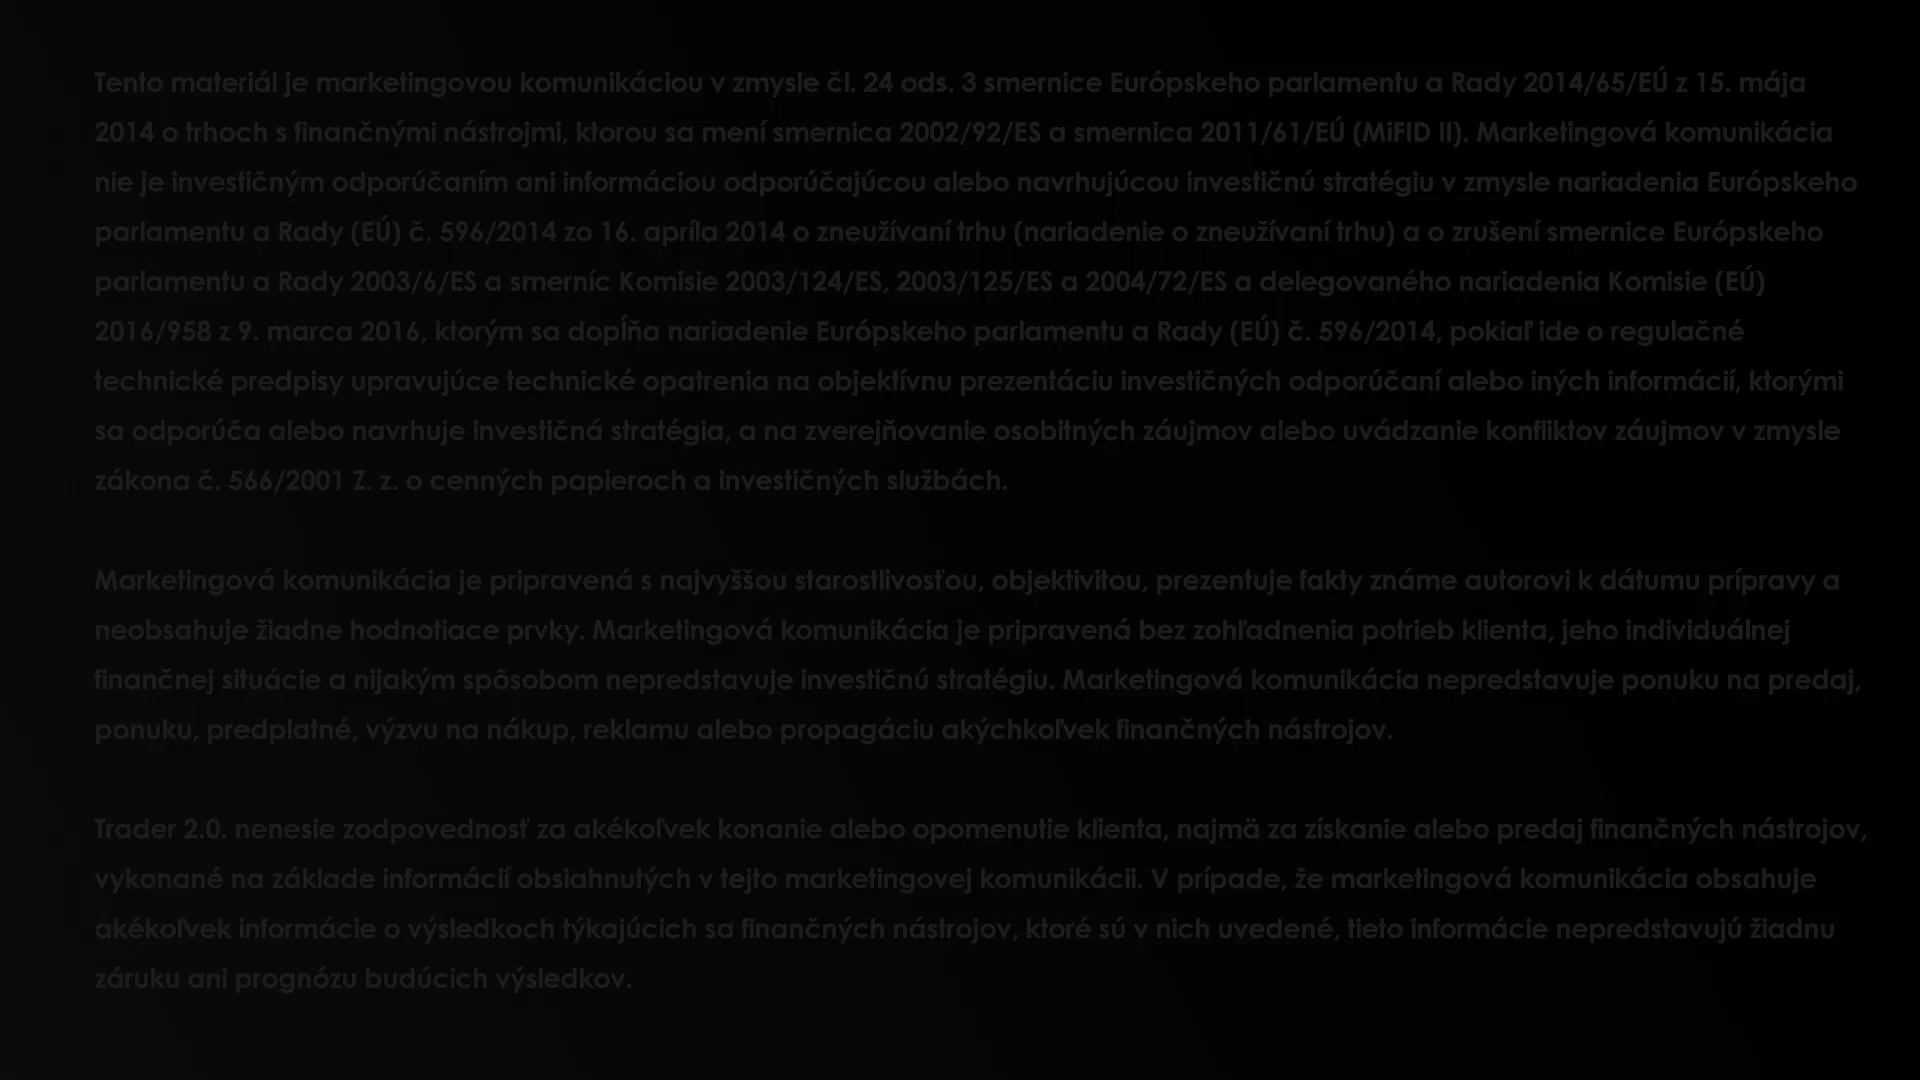 Tento materiál je marketingovou komunikáciou v zmysle čl. 24 ods. 3 smernice Európskeho parlamentu a Rady 2014/65/EÚ z 15. mája
2014 o trhoch s finančnými nástrojmi, ktorou sa mení smernica 2002/92/ES a smernica 2011/61/EÚ (MiFID II). Marketingová komunikácia
nie je investičným odporúčaním ani informáciou odporúčajúcou alebo navrhujúcou investičnú stratégiu v zmysle nariadenia Európskeho
parlamentu a Rady (EÚ) č. 596/2014 zo 16. apríla 2014 o zneužívaní trhu (nariadenie o zneužívaní trhu) a o zrušení smernice Európskeho
parlamentu a Rady 2003/6/ES a smerníc Komisie 2003/124/ES, 2003/125/ES a 2004/72/ES a delegovaného nariadenia Komisie (EÚ)
2016/958 z 9. marca 2016, ktorým sa dopĺňa nariadenie Európskeho parlamentu a Rady (EÚ) č. 596/2014, pokiaľ ide o regulačné
technické predpisy upravujúce technické opatrenia na objektívnu prezentáciu investičných odporúčaní alebo iných informácií, ktorými
sa odporúča alebo navrhuje investičná stratégia, a na zverejňovanie osobitných záujmov alebo uvádzanie konfliktov záujmov v zmysle
zákona č. 566/2001 Z. z. o cenných papieroch a investičných službách.
Marketingová komunikácia je pripravená s najvyššou starostlivosťou, objektivitou, prezentuje fakty známe autorovi k dátumu prípravy a
neobsahuje žiadne hodnotiace prvky. Marketingová komunikácia je pripravená bez zohľadnenia potrieb klienta, jeho individuálnej
finančnej situácie a nijakým spôsobom nepredstavuje investičnú stratégiu. Marketingová komunikácia nepredstavuje ponuku na predaj,
ponuku, predplatné, výzvu na nákup, reklamu alebo propagáciu akýchkoľvek finančných nástrojov.
Trader 2.0. nenesie zodpovednosť za akékoľvek konanie alebo opomenutie klienta, najmä za získanie alebo predaj finančných nástrojov,
vykonané na základe informácií obsiahnutých v tejto marketingovej komunikácii. V prípade, že marketingová komunikácia obsahuje
akékoľvek informácie o výsledkoch týkajúcich sa finančných nástrojov, ktoré sú v nich uvedené, tieto informácie nepredstavujú žiadnu
záruku ani prognózu budúcich výsledkov.